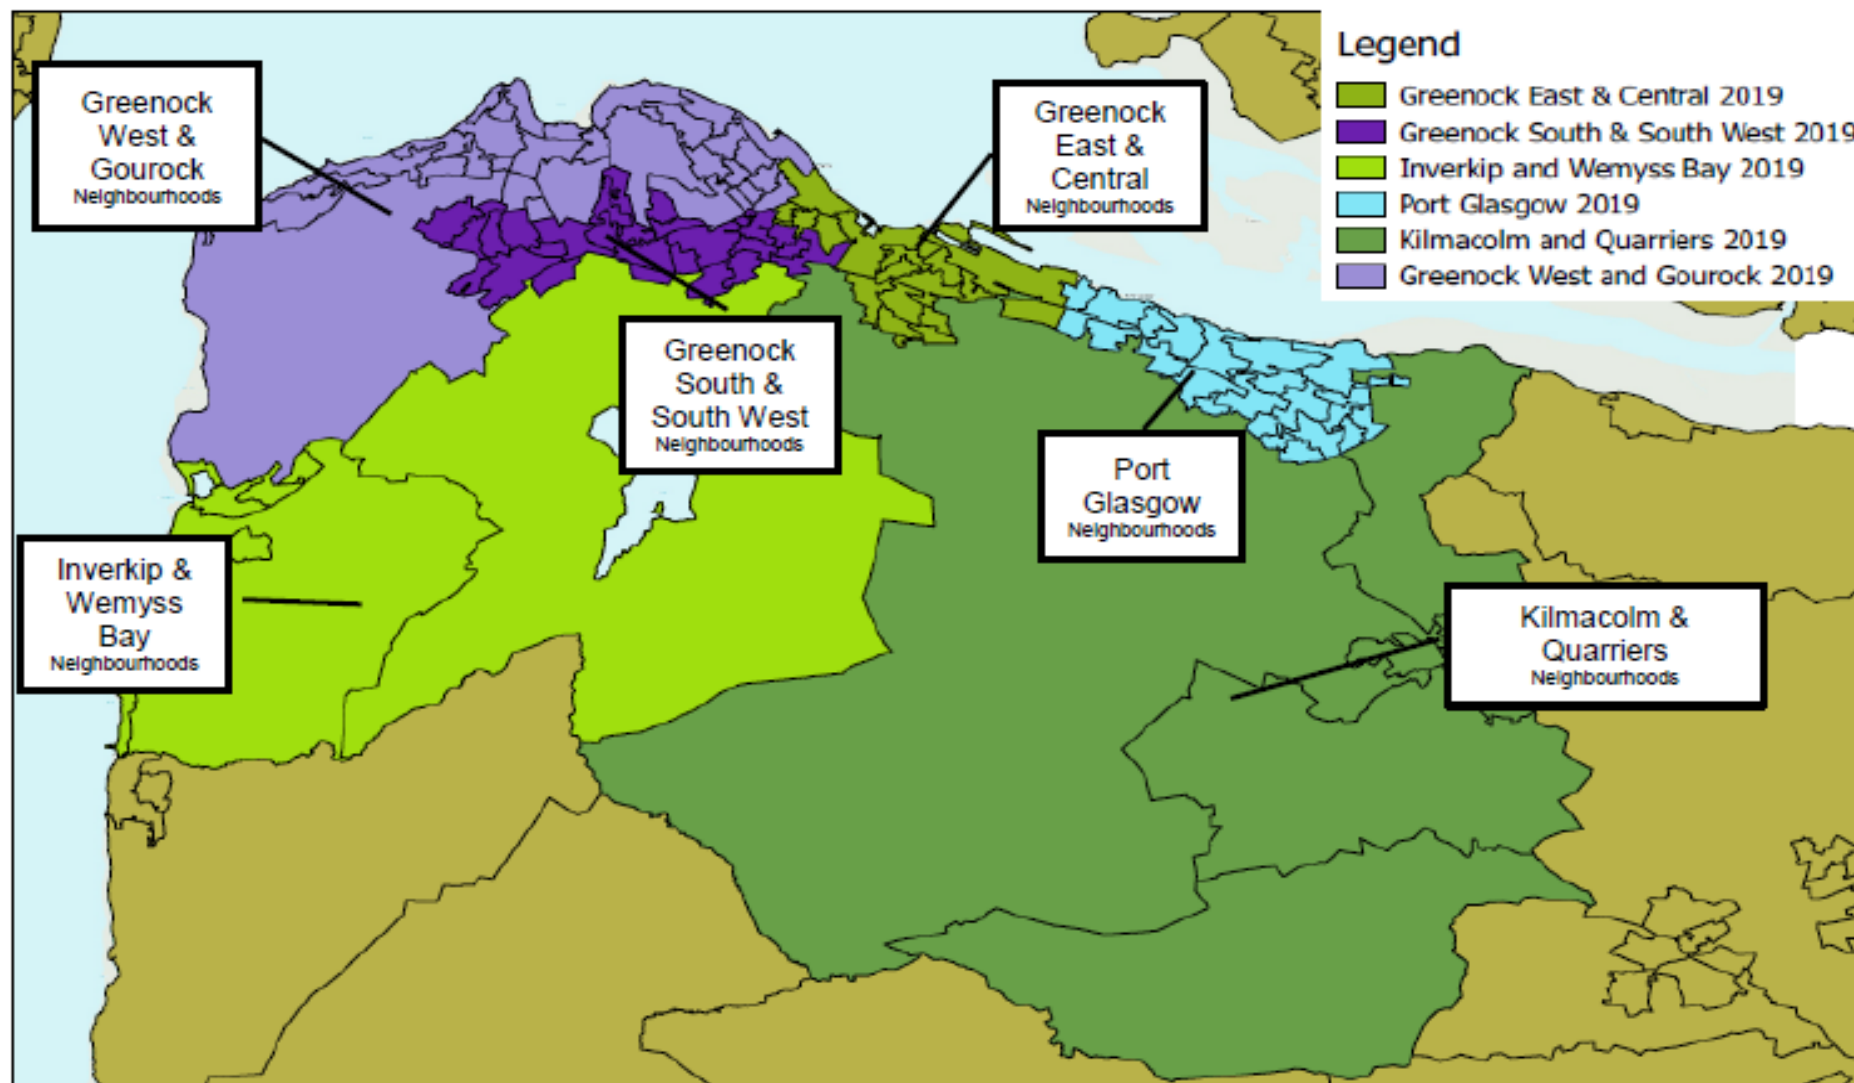 Legend
Greenock East & Central 2019
Greenock South & South West 2019
Inverkip and Wemyss Bay 2019
Port Glasgow 2019
Kilmacolm and Quarriers 2019
Greenock West and Gourock 2019
Greenock
West &
Gourock
Neighbourhoods
Greenock
East &
Central
Neighbourhoods
Greenock
South &
South West
Neighbourhoods
Port
Glasgow
Neighbourhoods
Inverkip &
Wemyss
Bay
Neighbourhoods
Kilmacolm &
Quarriers
Neighbourhoods